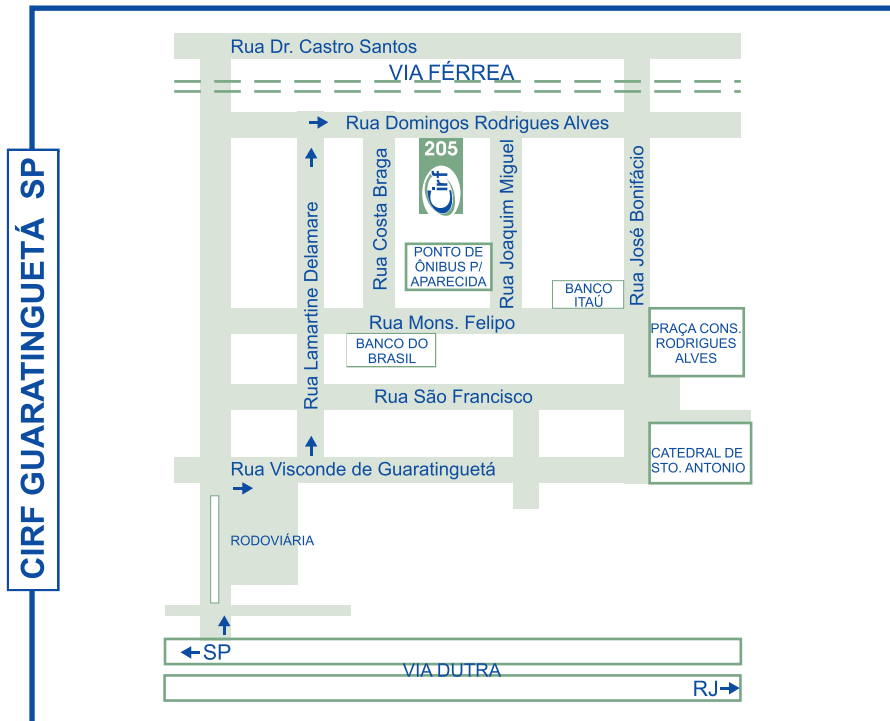 CIRF GUARATINGUETÁ SP
Rua Dr. Castro Santos
VIA FÉRREA
Rua Domingos Rodrigues Alves
205
Cirf
Rua Lamartine Delamare
Rua Costa Braga
Rua Joaquim Miguel
Rua José Bonifácio
PONTO DE
ÔNIBUS P/
APARECIDA
BANCO
ITAÚ
Rua Mons. Felipo
BANCO DO
BRASIL
PRAÇA CONS.
RODRIGUES
ALVES
Rua São Francisco
CATEDRAL DE
STO. ANTONIO
Rua Visconde de Guaratinguetá
RODOVIÁRIA
SP
VIA DUTRA
RJ